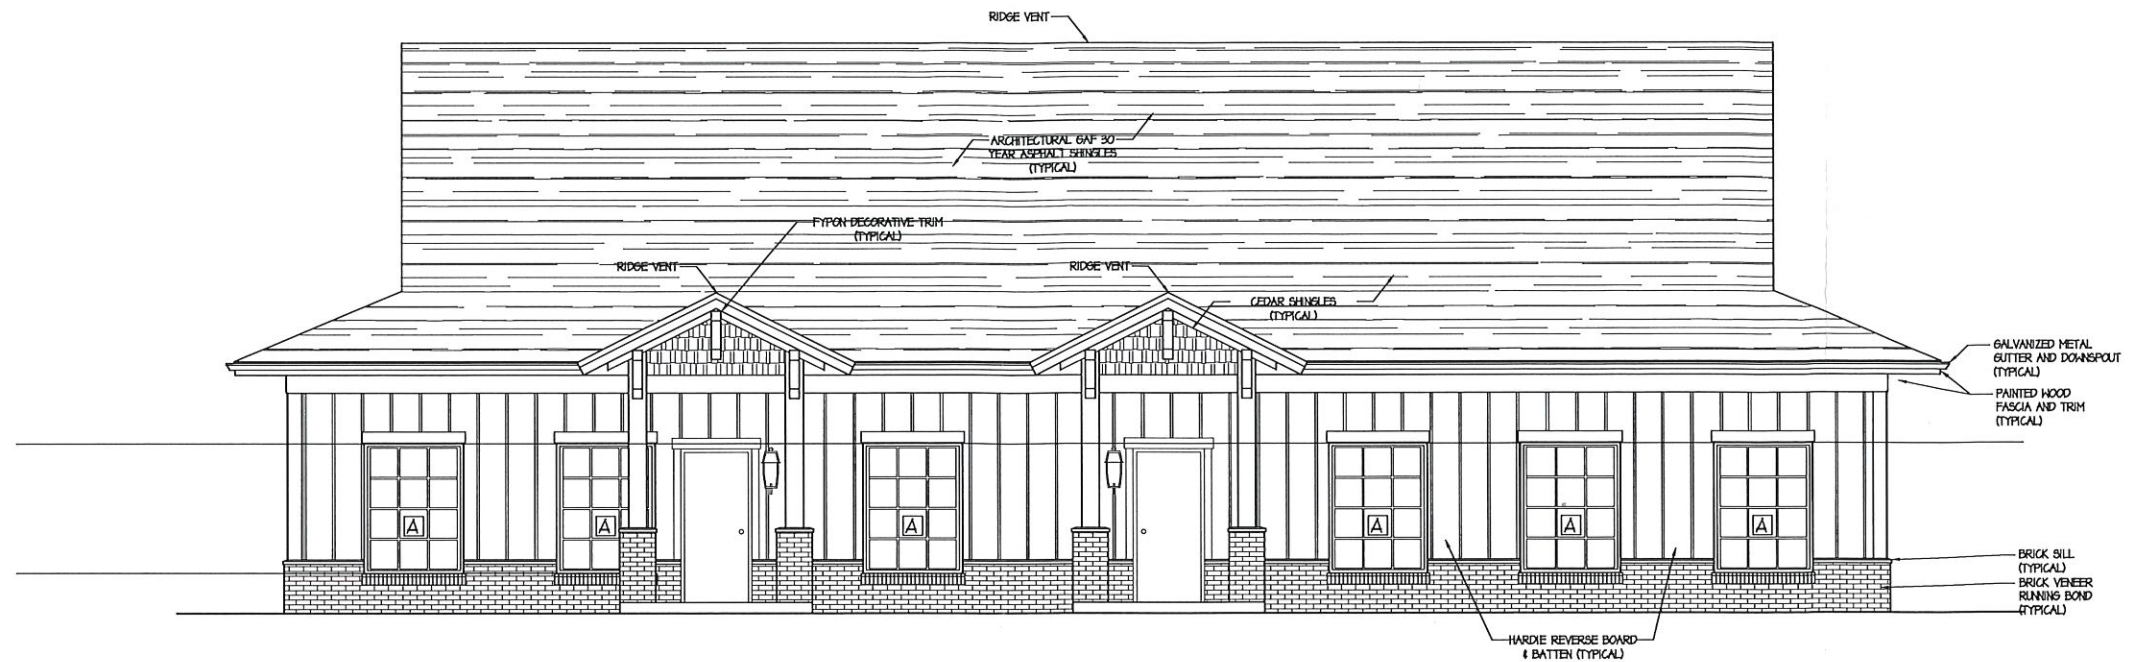 RIDGE VENT
ARCHITECTURAL GAF 30
YEAR ASPHALT SHINGLES
(TYPICAL)
FYPON DECORATIVE TRIM
(TYPICAL)
RIDGE VENT
RIDGE VENT
CEDAR SHINGLES
(TYPICAL)
GALVANIZED METAL
GUTTER AND DOWNSPOUT
(TYPICAL)
PAINTED WOOD
FASCIA AND TRIM
(TYPICAL)
A
A
A
A
A
A
BRICK SILL
(TYPICAL)
BRICK VENEER
RUNNING BOND
(TYPICAL)
HARDIE REVERSE BOARD
& BATTEN (TYPICAL)